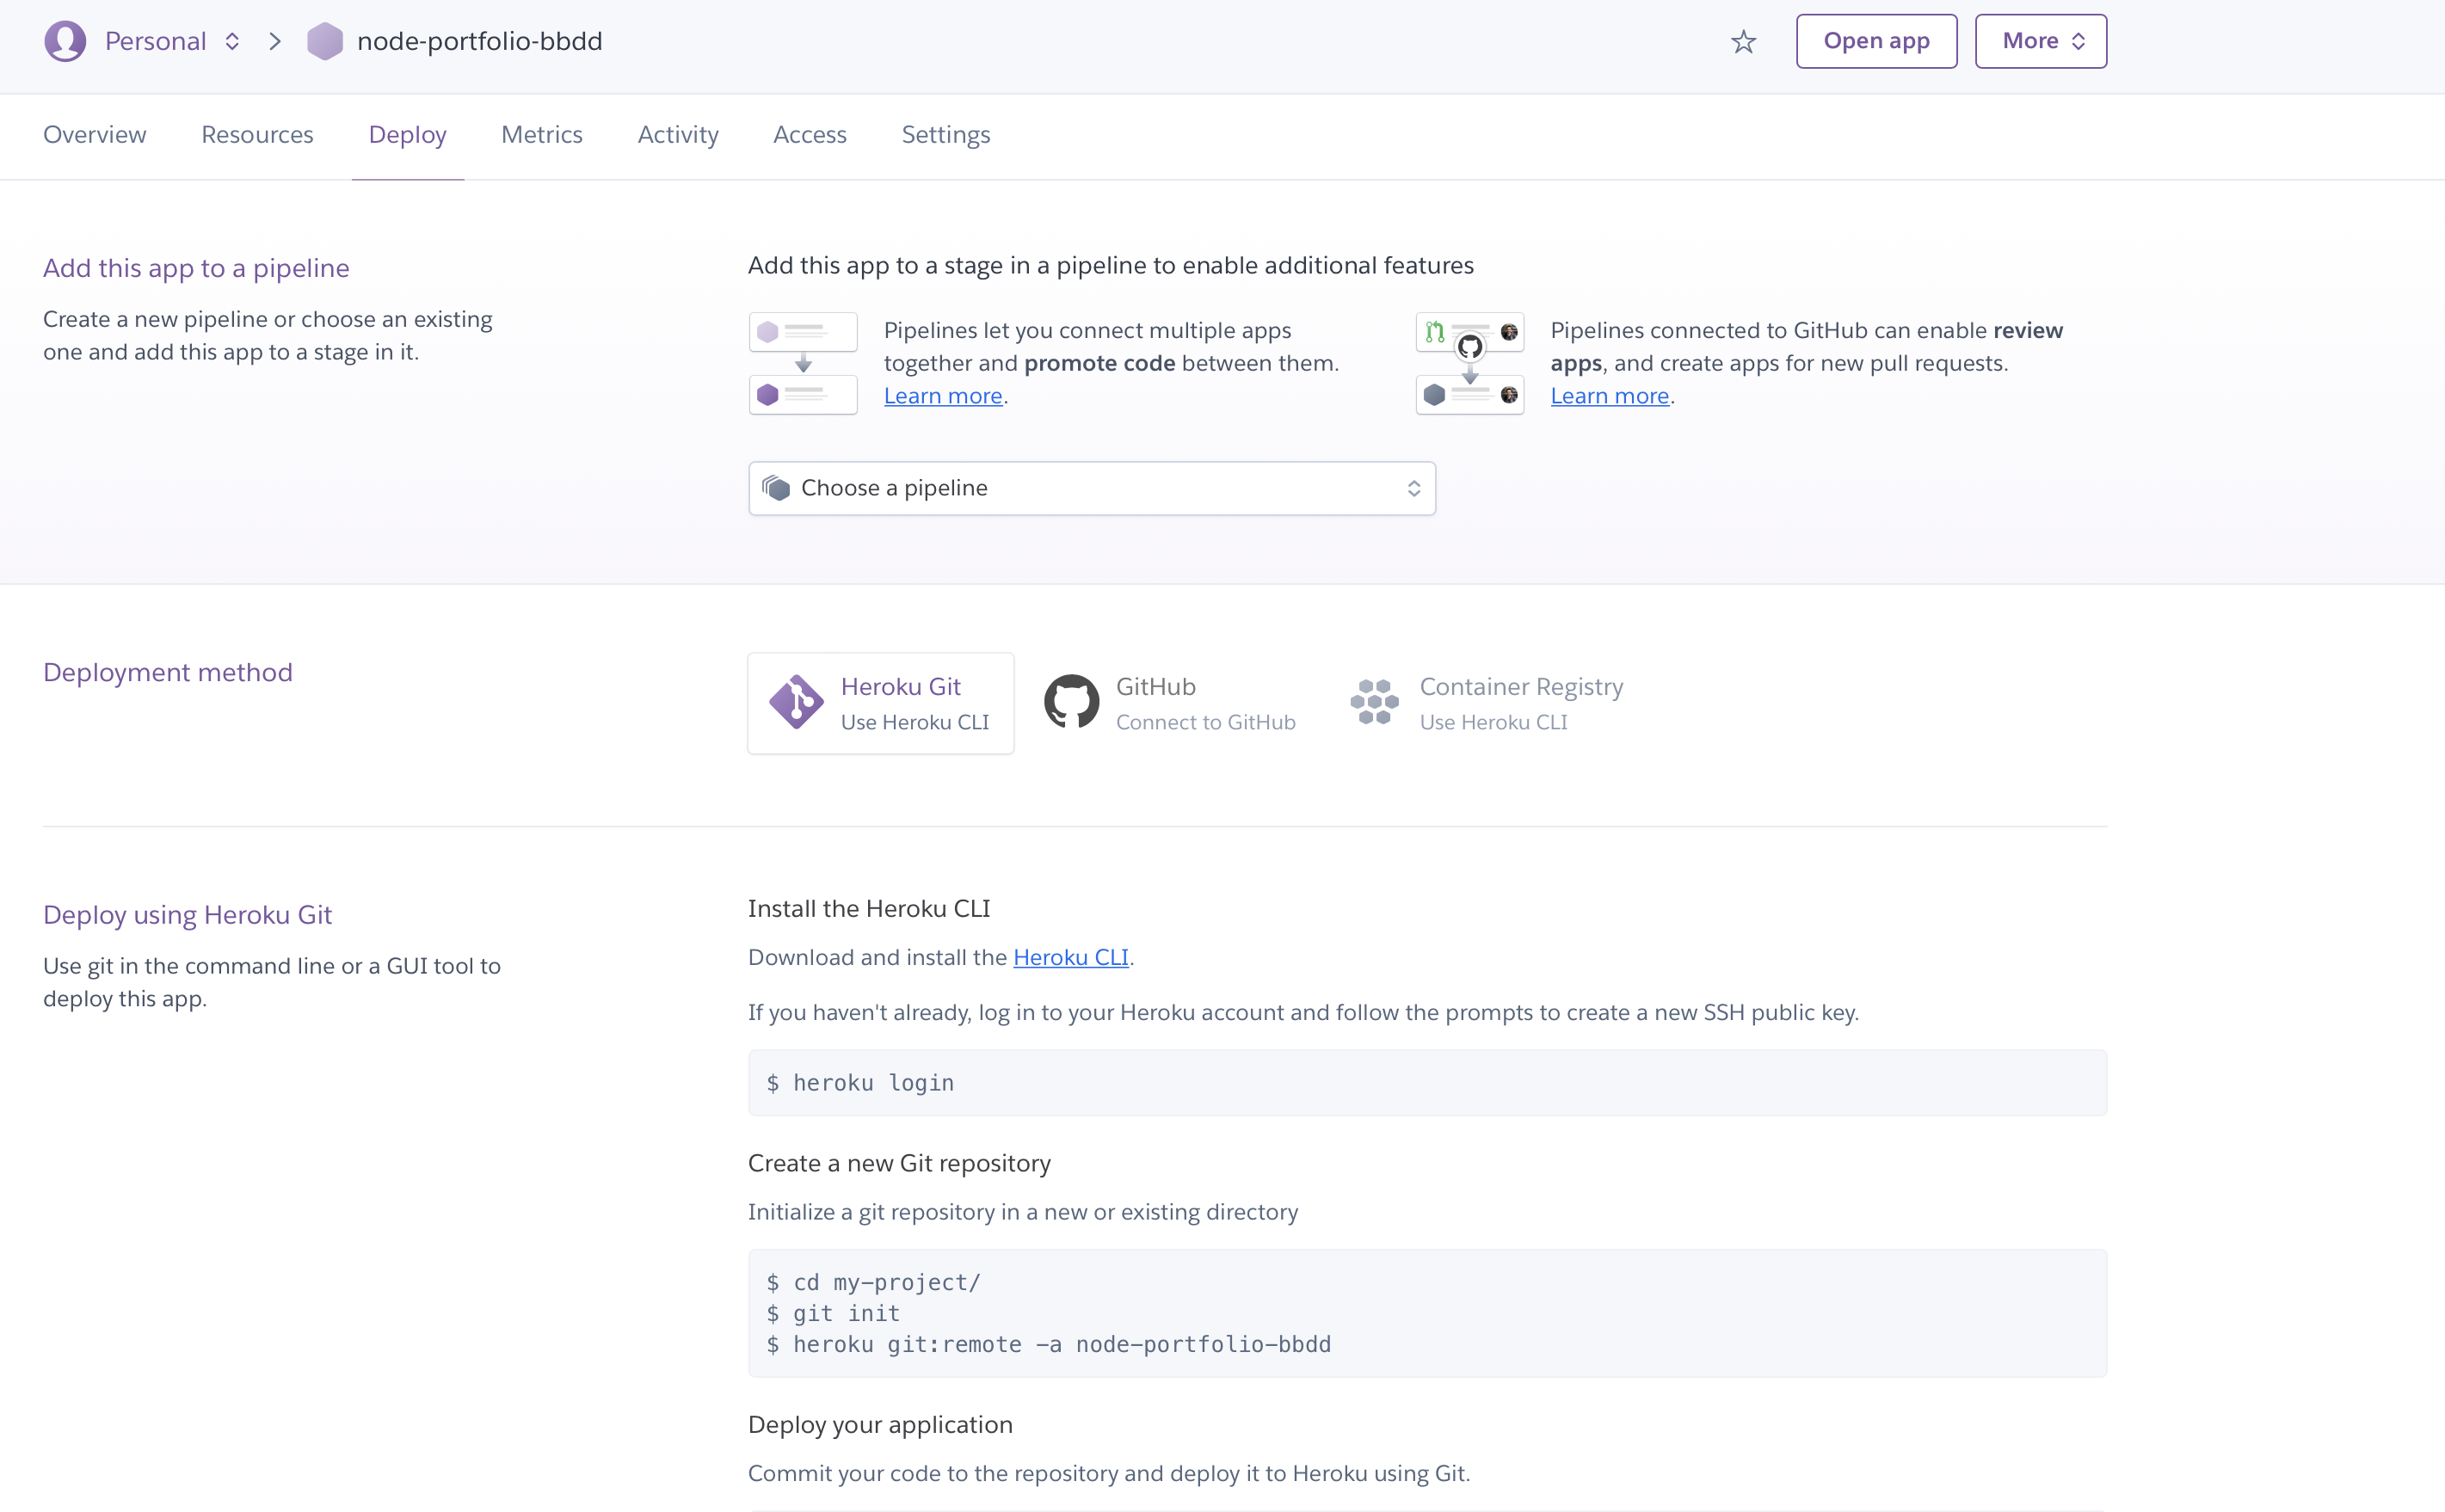 Personal
node-portfolio-bbdd
Open app
More
Overview
Resources
Deploy
Metrics
Activity
Access
Settings
Add this app to a pipeline
Create a new pipeline or choose an existing
one and add this app to a stage in it.
Add this app to a stage in a pipeline to enable additional features
Pipelines let you connect multiple apps
together and promote code between them.
Learn more.
Pipelines connected to GitHub can enable review
apps, and create apps for new pull requests.
Learn more.
Choose a pipeline
Deployment method
Heroku Git
Use Heroku CLI
GitHub
Connect to GitHub
Container Registry
Use Heroku CLI
Deploy using Heroku Git
Use git in the command line or a GUI tool to
deploy this app.
Install the Heroku CLI
Download and install the Heroku CLI.
If you haven't already, log in to your Heroku account and follow the prompts to create a new SSH public key.
$ heroku login
Create a new Git repository
Initialize a git repository in a new or existing directory
$ cd my-project/
$ git init
$ heroku git:remote -a node-portfolio-bbdd
Deploy your application
Commit your code to the repository and deploy it to Heroku using Git.